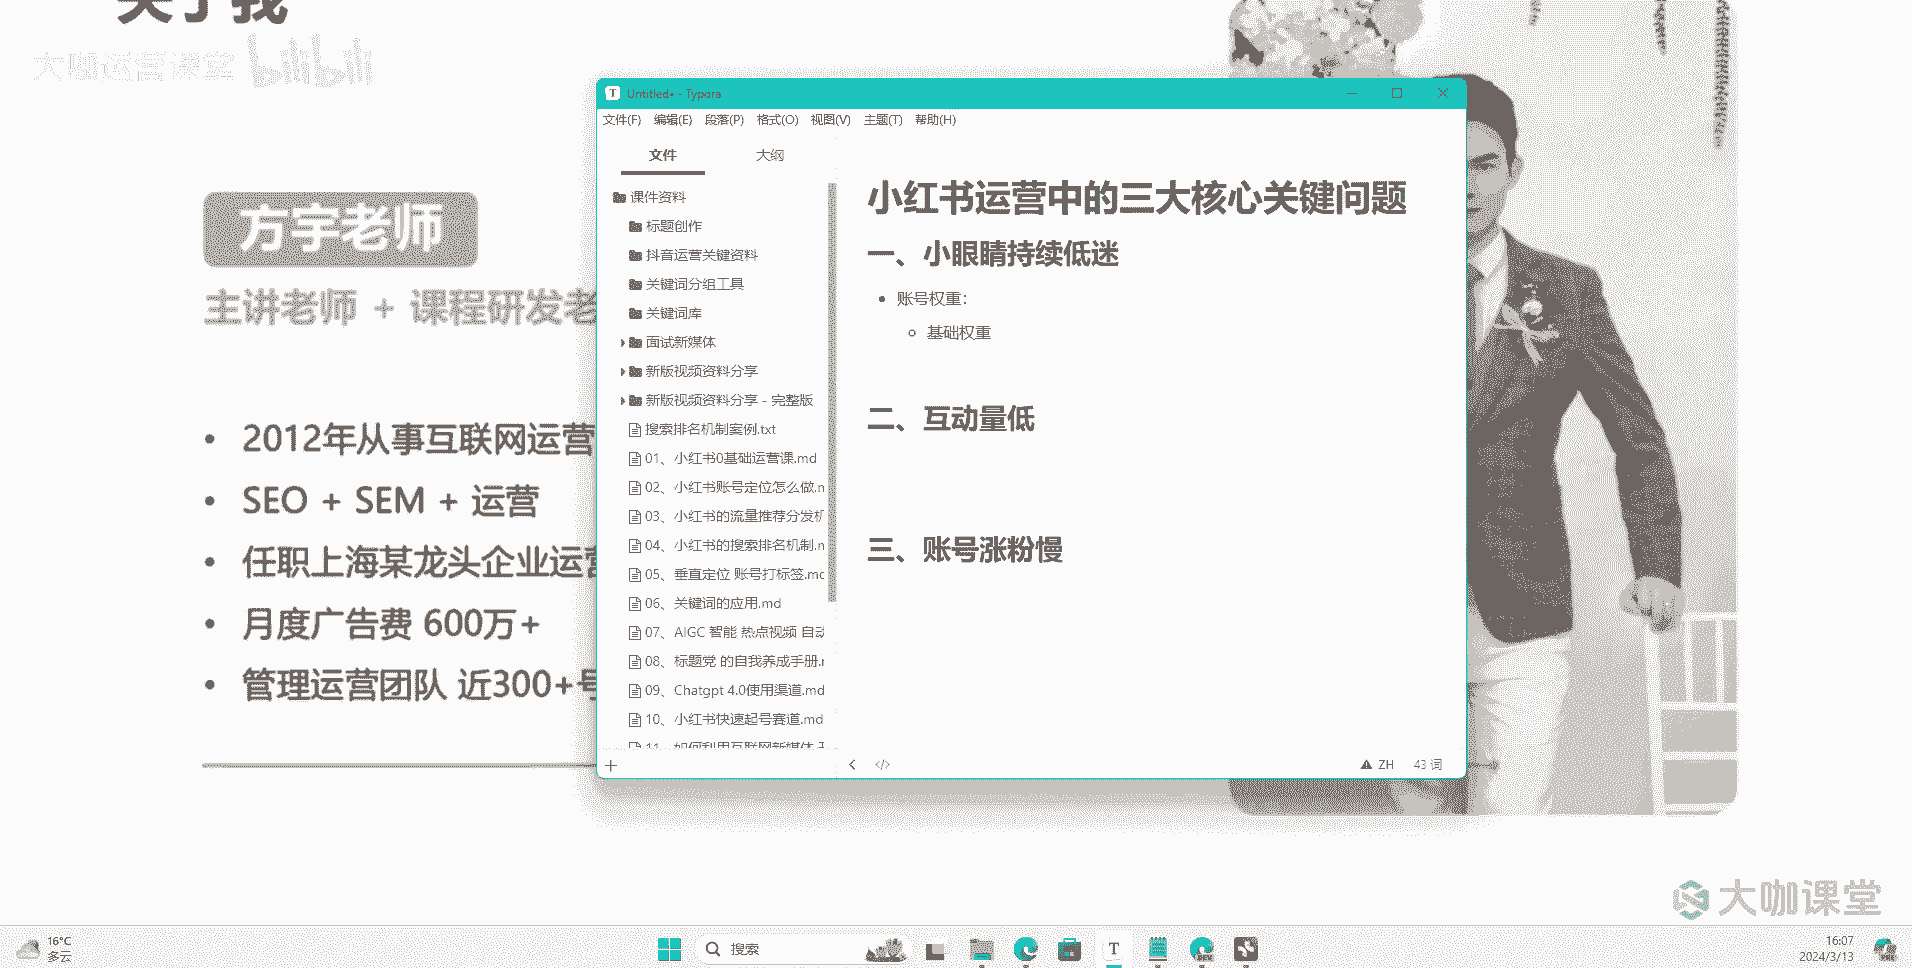 关于我
大咖运营课堂 bilibili
方宇老师
主讲老师 + 课程研发老
2012年从事互联网运营
SEO + SEM + 运营
任职上海某龙头企业运营
月度广告费 600万+
管理运营团队 近300+号
Untitled• - Typora
文件(F) 编辑(E) 段落(P) 格式(O) 视图(V) 主题(T) 帮助(H)
文件 大纲
课件资料
标题创作
抖音运营关键资料
关键词分组工具
关键词库
面试新媒体
新版视频资料分享
新版视频资料分享 - 完整版
搜索排名机制案例.txt
01、小红书0基础运营课.md
02、小红书账号定位怎么做.m
03、小红书的流量推荐分发机
04、小红书的搜索排名机制.m
05、垂直定位 账号打标签.md
06、关键词的应用.md
07、AIGC 智能 热点视频 自动
08、标题党 的自我养成手册.m
09、Chatgpt 4.0使用渠道.md
10、小红书快速起号赛道.md
11、如何利用互联网新媒体
小红书运营中的三大核心关键问题
一、小眼睛持续低迷
账号权重：
基础权重
二、互动量低
三、账号涨粉慢
ZH 43 词
大咖课堂
16°C
多云
搜索
16:07
2024/3/13